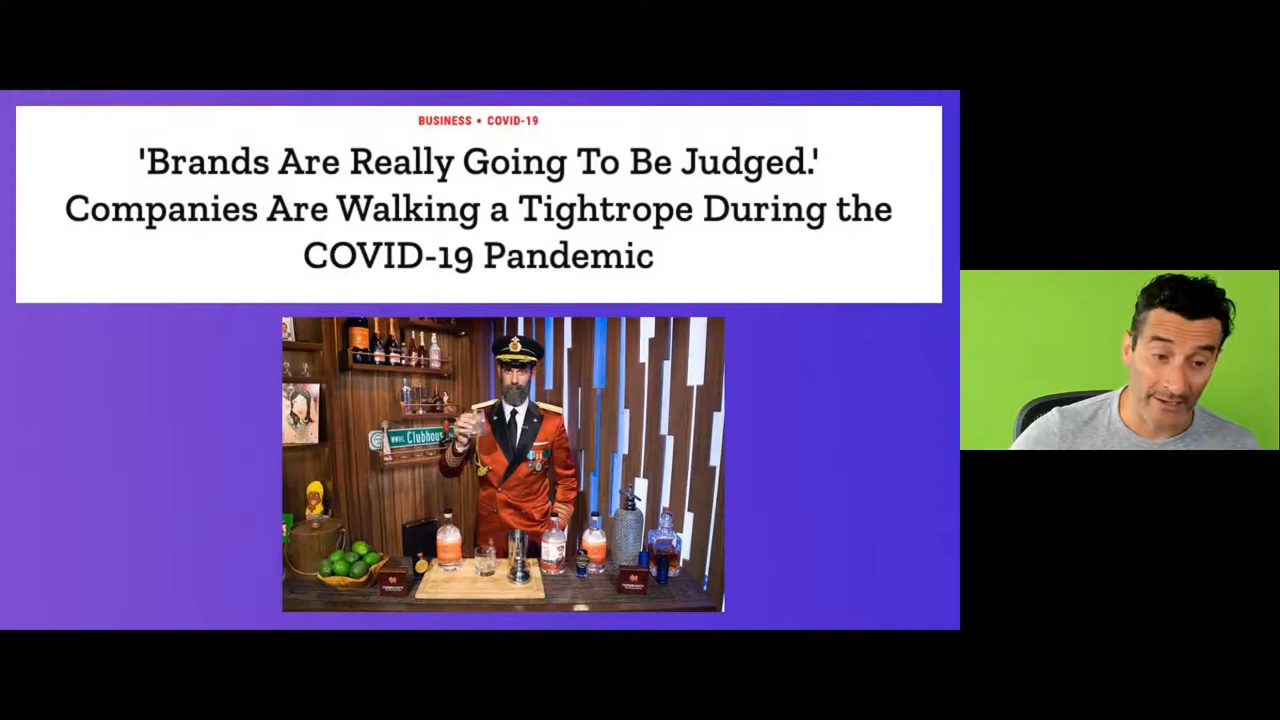 BUSINESS • COVID-19
'Brands Are Really Going To Be Judged.'
Companies Are Walking a Tightrope During the
COVID-19 Pandemic
WWHL Clubhouse